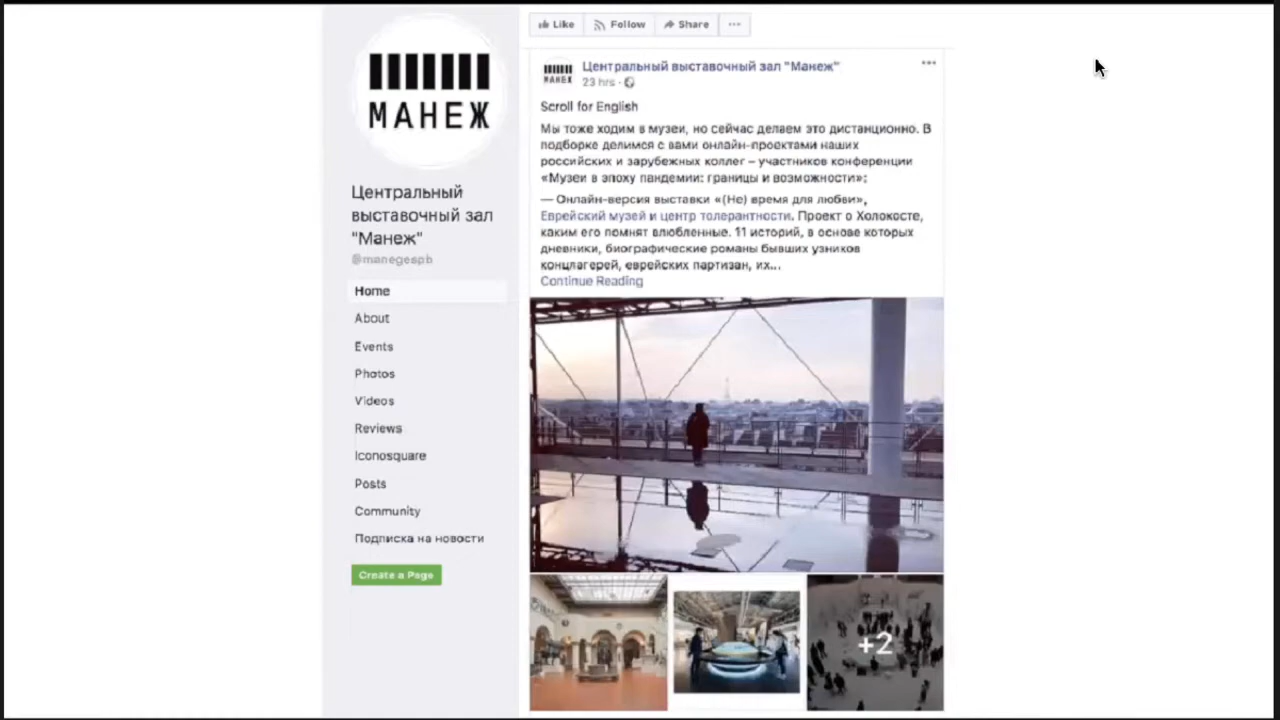 МАНЕЖ
Центральный
выставочный зал
"Манеж"
@manegespb
Home
About
Events
Photos
Videos
Reviews
Iconosquare
Posts
Community
Подписка на новости
Create a Page
Like
Follow
Share
Центральный выставочный зал "Манеж"
МАНЕЖ
23 hrs ·
Scroll for English
Мы тоже ходим в музеи, но сейчас делаем это дистанционно. В
подборке делимся с вами онлайн-проектами наших
российских и зарубежных коллег – участников конференции
«Музеи в эпоху пандемии: границы и возможности»:
— Онлайн-версия выставки «(Не) время для любви»,
Еврейский музей и центр толерантности. Проект о Холокосте,
каким его помнят влюбленные. 11 историй, в основе которых
дневники, биографические романы бывших узников
концлагерей, еврейских партизан, их...
Continue Reading
+2